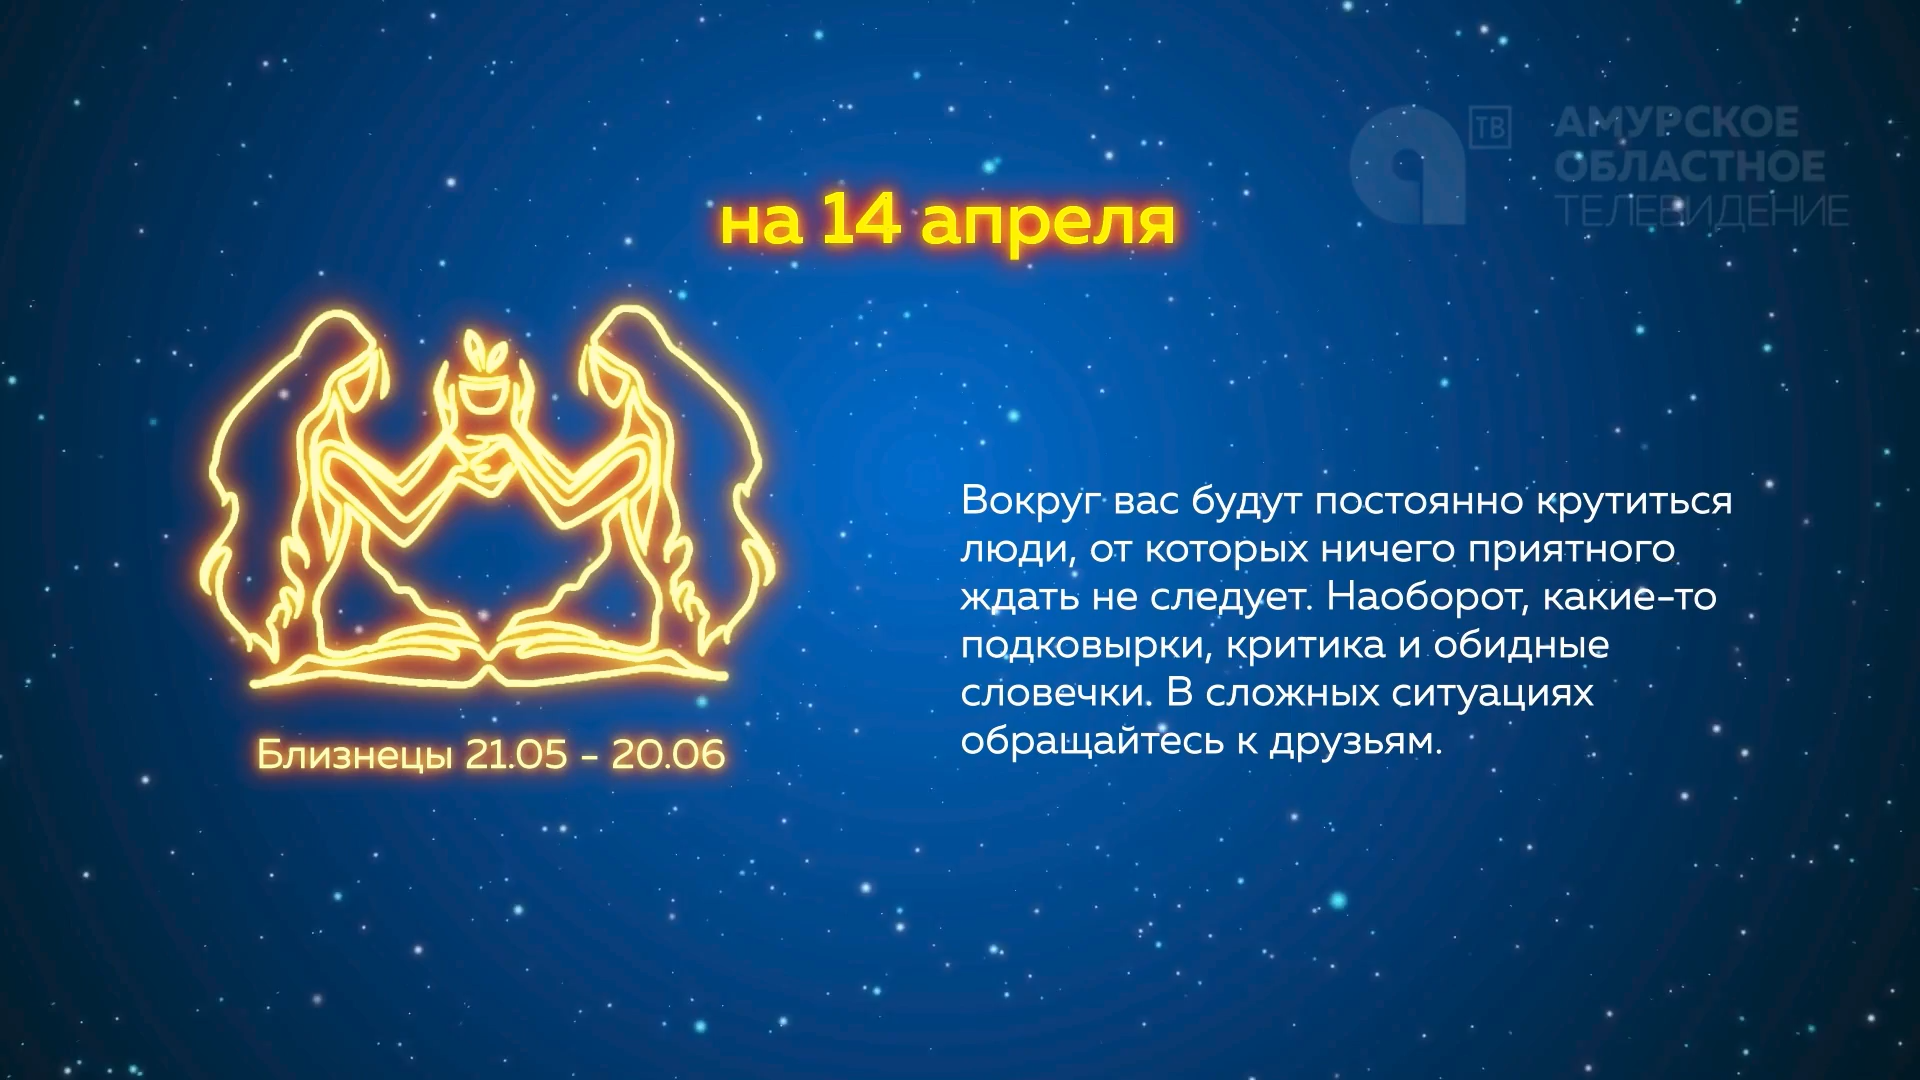 ТВ
АМУРСКОЕ
ОБЛАСТНОЕ
ТЕЛЕВИДЕНИЕ
на 14 апреля
Близнецы 21.05 - 20.06
Вокруг вас будут постоянно крутиться
люди, от которых ничего приятного
ждать не следует. Наоборот, какие-то
подковырки, критика и обидные
словечки. В сложных ситуациях
обращайтесь к друзьям.